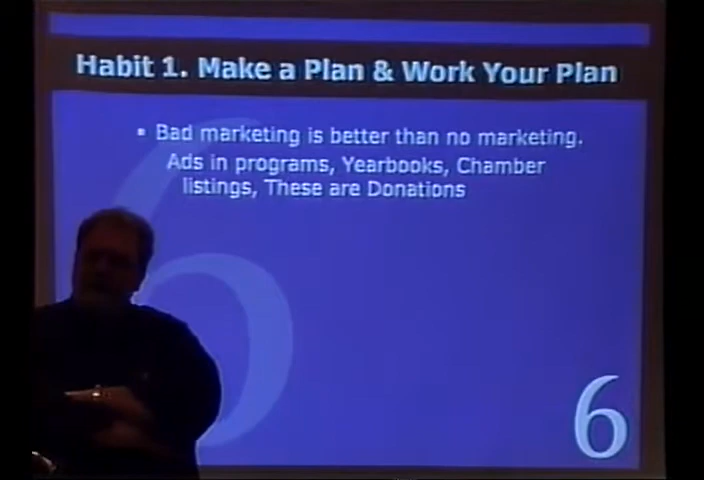 Habit 1. Make a Plan & Work Your Plan
▪ Bad marketing is better than no marketing.
Ads in programs, Yearbooks, Chamber
listings, These are Donations
6
6